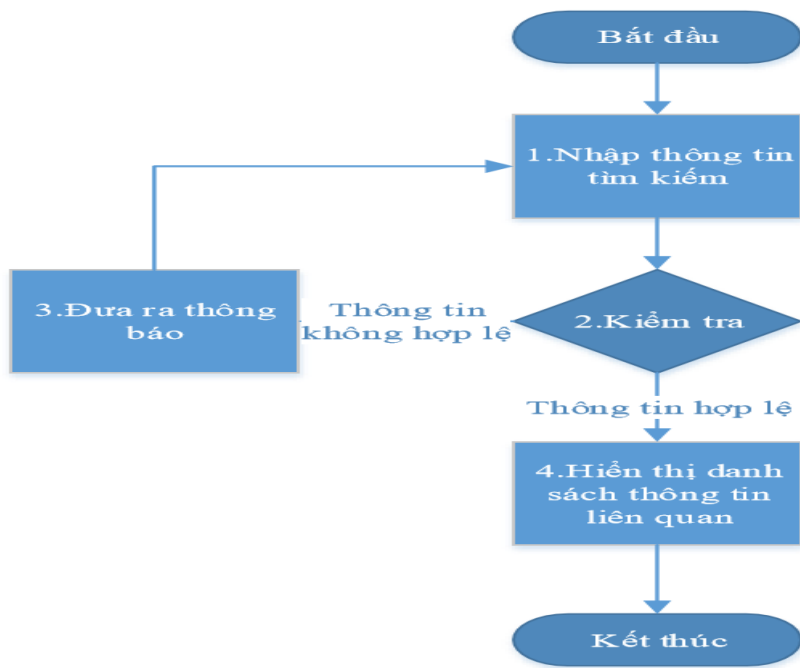 Bắt đầu
1.Nhập thông tin
tìm kiếm
3.Đưa ra thông
báo
Thông tin
không hợp lệ
2.Kiểm tra
Thông tin hợp lệ
4.Hiển thị danh
sách thông tin
liên quan
Kết thúc